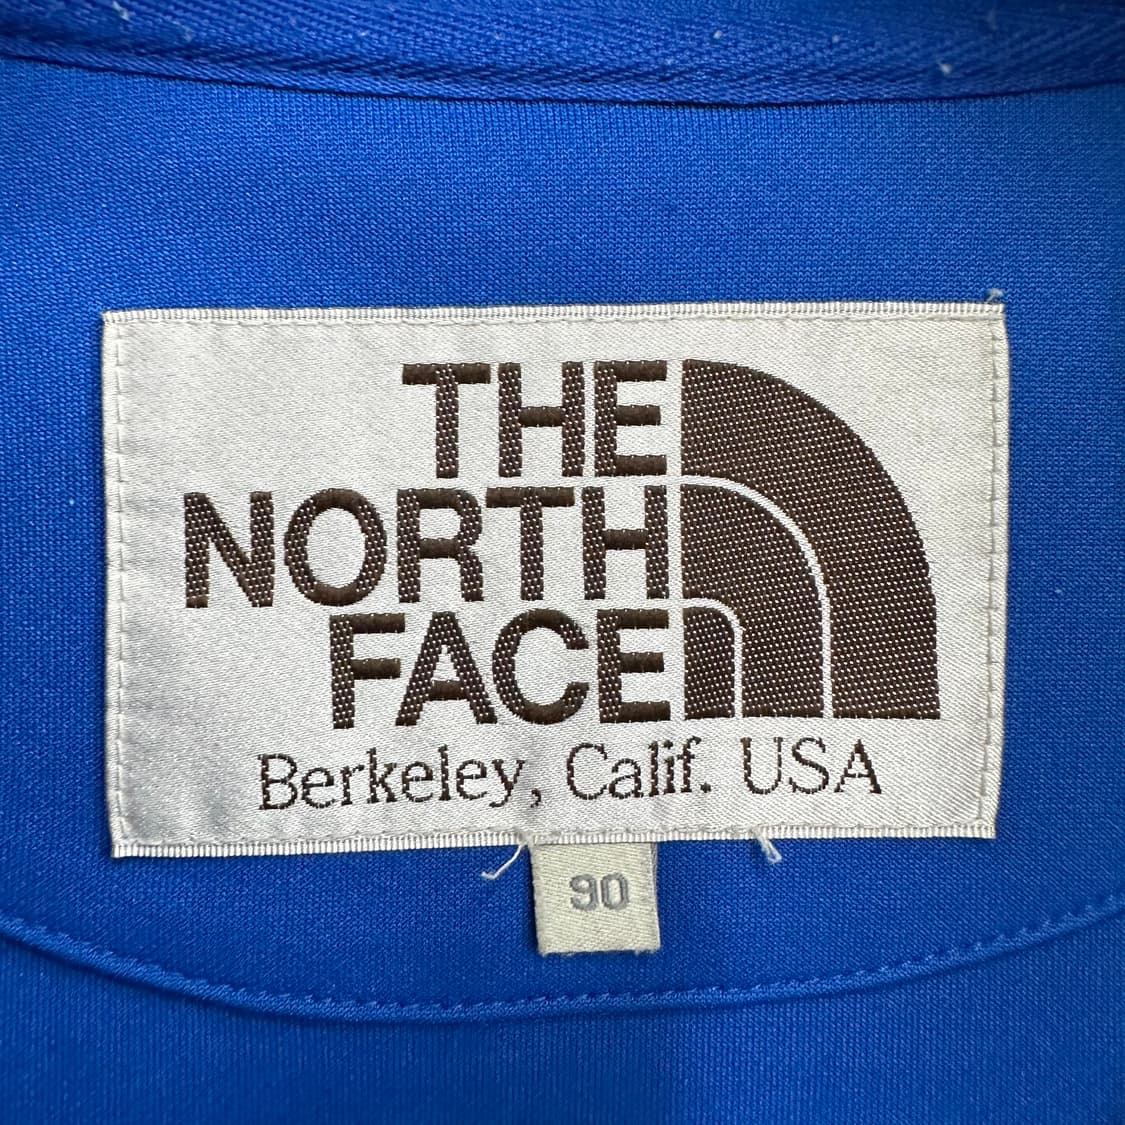 THE
NORTH
FACE
Berkeley, Calif. USA
90